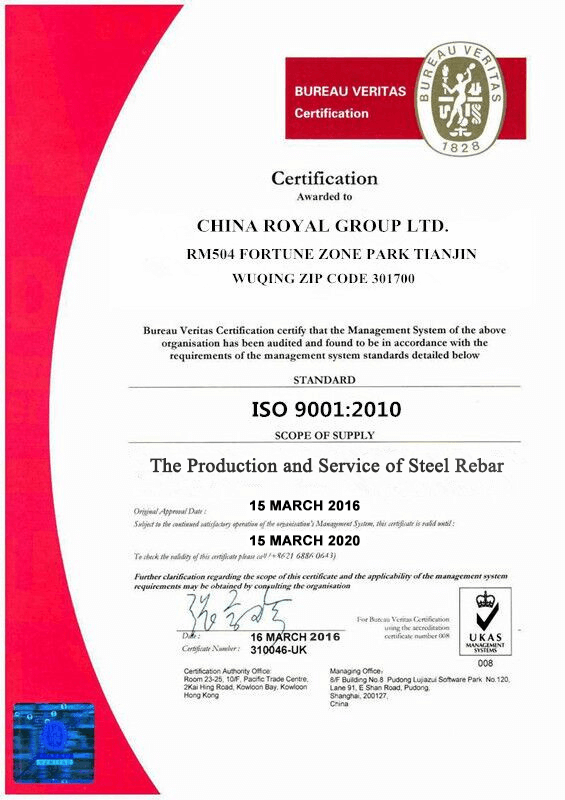 BUREAU VERITAS
Certification
BUREAU VERITAS
1828
Certification
Awarded to
CHINA ROYAL GROUP LTD.
RM504 FORTUNE ZONE PARK TIANJIN
WUQING ZIP CODE 301700
Bureau Veritas Certification certify that the Management System of the above
organisation has been audited and found to be in accordance with the
requirements of the management system standards detailed below
STANDARD
ISO 9001:2010
SCOPE OF SUPPLY
The Production and Service of Steel Rebar
Original Approval Date :
15 MARCH 2016
Subject to the continued satisfactory operation of the organisation's Management System, this certificate is valid until :
15 MARCH 2020
To check the validity of this certificate please call (+8621 6886 0643)
Further clarification regarding the scope of this certificate and the applicability of the management system
requirements may be obtained by consulting the organisation
Date :
16 MARCH 2016
Certificate Number :
310046-UK
For Bureau Veritas Certification
using the accreditation
certificate number 008
UKAS
MANAGEMENT
SYSTEMS
008
Certification Authority Office:
Room 23-25, 10/F, Pacific Trade Centre,
2Kai Hing Road, Kowloon Bay, Kowloon
Hong Kong
Managing Office:
6/F Building No.8 Pudong Lujiazui Software Park No.120,
Lane 91, E Shan Road, Pudong,
Shanghai, 200127,
China
BUREAU
VERITAS